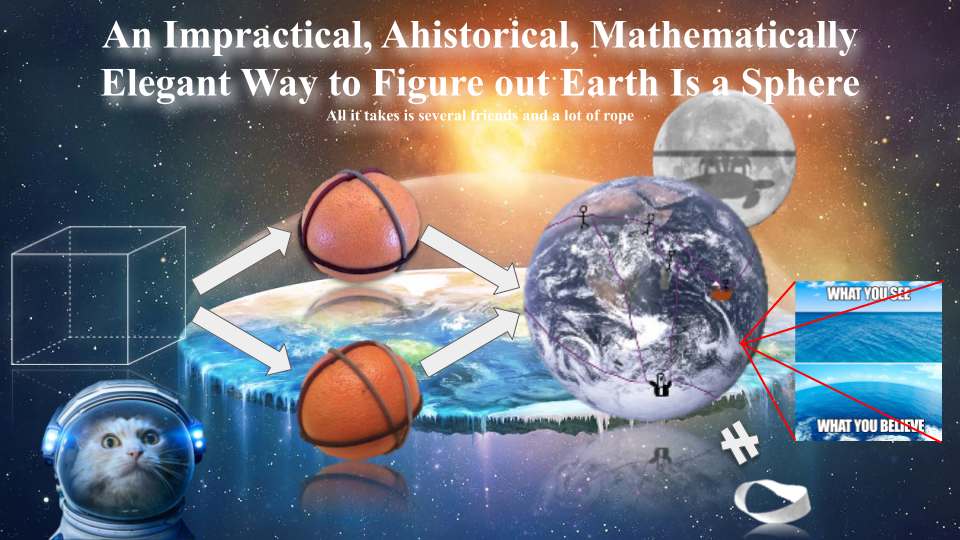 An Impractical, Ahistorical, Mathematically
Elegant Way to Figure out Earth Is a Sphere
All it takes is several friends and a lot of rope
WHAT YOU SEE
WHAT YOU BELIEVE
≠